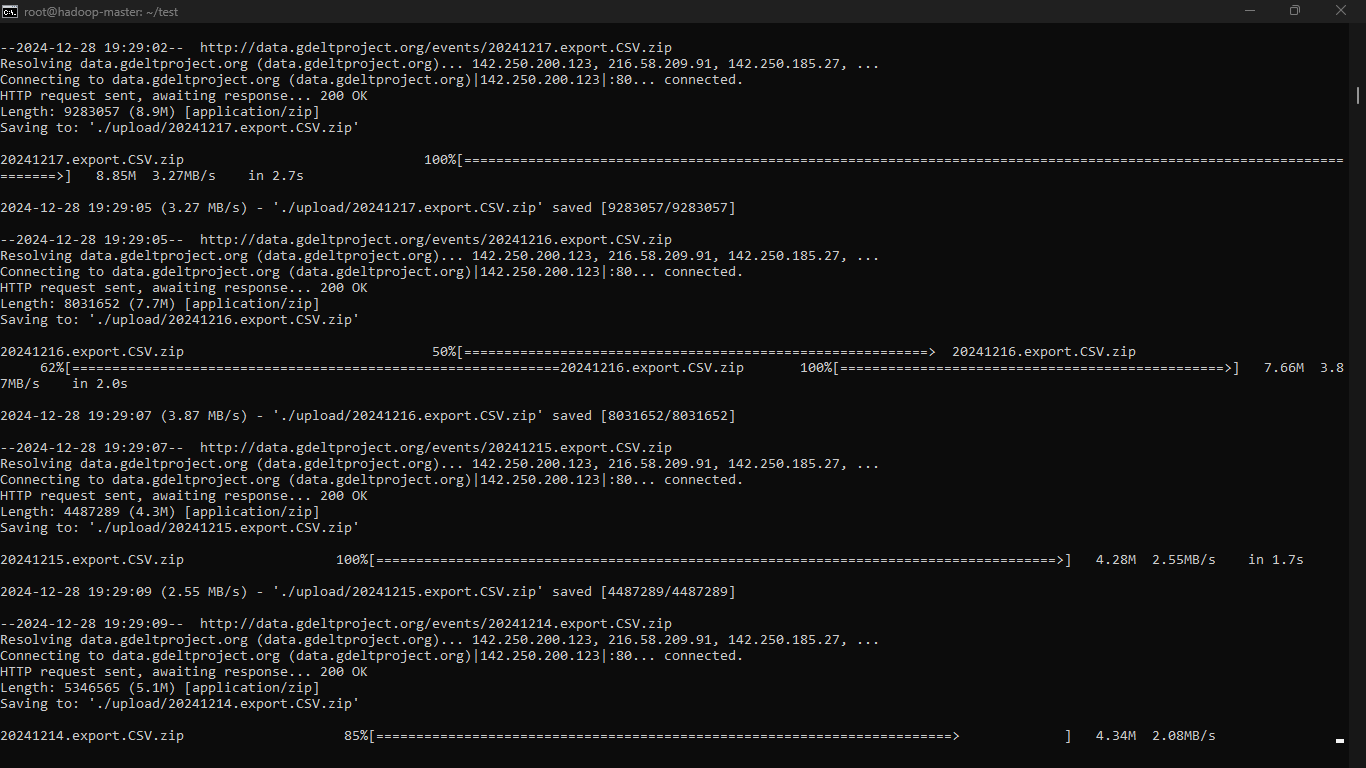 root@hadoop-master: ~/test
--2024-12-28 19:29:02--  http://data.gdeltproject.org/events/20241217.export.CSV.zip
Resolving data.gdeltproject.org (data.gdeltproject.org)... 142.250.200.123, 216.58.209.91, 142.250.185.27, ...
Connecting to data.gdeltproject.org (data.gdeltproject.org)|142.250.200.123|:80... connected.
HTTP request sent, awaiting response... 200 OK
Length: 9283057 (8.9M) [application/zip]
Saving to: './upload/20241217.export.CSV.zip'
20241217.export.CSV.zip                              100%[==============================================================================================================
=======>]   8.85M  3.27MB/s    in 2.7s
2024-12-28 19:29:05 (3.27 MB/s) - './upload/20241217.export.CSV.zip' saved [9283057/9283057]
--2024-12-28 19:29:05--  http://data.gdeltproject.org/events/20241216.export.CSV.zip
Resolving data.gdeltproject.org (data.gdeltproject.org)... 142.250.200.123, 216.58.209.91, 142.250.185.27, ...
Connecting to data.gdeltproject.org (data.gdeltproject.org)|142.250.200.123|:80... connected.
HTTP request sent, awaiting response... 200 OK
Length: 8031652 (7.7M) [application/zip]
Saving to: './upload/20241216.export.CSV.zip'
20241216.export.CSV.zip                               50%[==========================================================>  20241216.export.CSV.zip
     62%[=============================================================20241216.export.CSV.zip       100%[================================================>]   7.66M  3.8
7MB/s    in 2.0s
2024-12-28 19:29:07 (3.87 MB/s) - './upload/20241216.export.CSV.zip' saved [8031652/8031652]
--2024-12-28 19:29:07--  http://data.gdeltproject.org/events/20241215.export.CSV.zip
Resolving data.gdeltproject.org (data.gdeltproject.org)... 142.250.200.123, 216.58.209.91, 142.250.185.27, ...
Connecting to data.gdeltproject.org (data.gdeltproject.org)|142.250.200.123|:80... connected.
HTTP request sent, awaiting response... 200 OK
Length: 4487289 (4.3M) [application/zip]
Saving to: './upload/20241215.export.CSV.zip'
20241215.export.CSV.zip                   100%[=====================================================================================>]   4.28M  2.55MB/s    in 1.7s
2024-12-28 19:29:09 (2.55 MB/s) - './upload/20241215.export.CSV.zip' saved [4487289/4487289]
--2024-12-28 19:29:09--  http://data.gdeltproject.org/events/20241214.export.CSV.zip
Resolving data.gdeltproject.org (data.gdeltproject.org)... 142.250.200.123, 216.58.209.91, 142.250.185.27, ...
Connecting to data.gdeltproject.org (data.gdeltproject.org)|142.250.200.123|:80... connected.
HTTP request sent, awaiting response... 200 OK
Length: 5346565 (5.1M) [application/zip]
Saving to: './upload/20241214.export.CSV.zip'
20241214.export.CSV.zip                    85%[========================================================================>             ]   4.34M  2.08MB/s